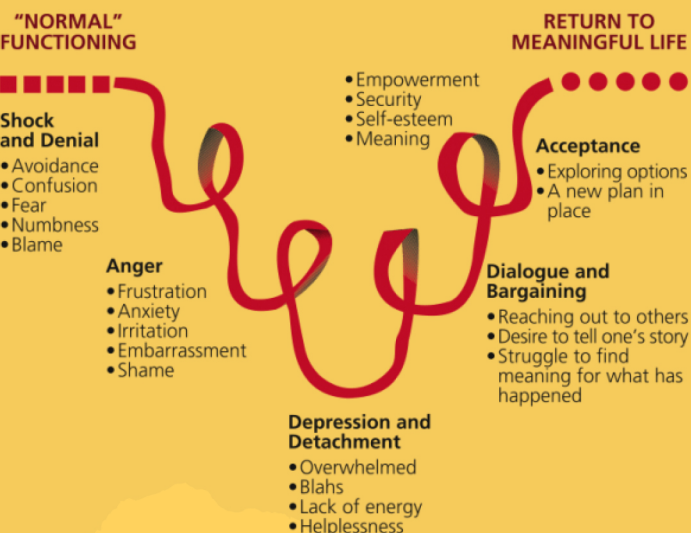 “NORMAL”
FUNCTIONING
RETURN TO
MEANINGFUL LIFE
Shock
and Denial
• Avoidance
• Confusion
• Fear
• Numbness
• Blame
Anger
• Frustration
• Anxiety
• Irritation
• Embarrassment
• Shame
Depression and
Detachment
• Overwhelmed
• Blahs
• Lack of energy
• Helplessness
Dialogue and
Bargaining
• Reaching out to others
• Desire to tell one’s story
• Struggle to find
meaning for what has
happened
Acceptance
• Exploring options
• A new plan in
place
• Empowerment
• Security
• Self-esteem
• Meaning